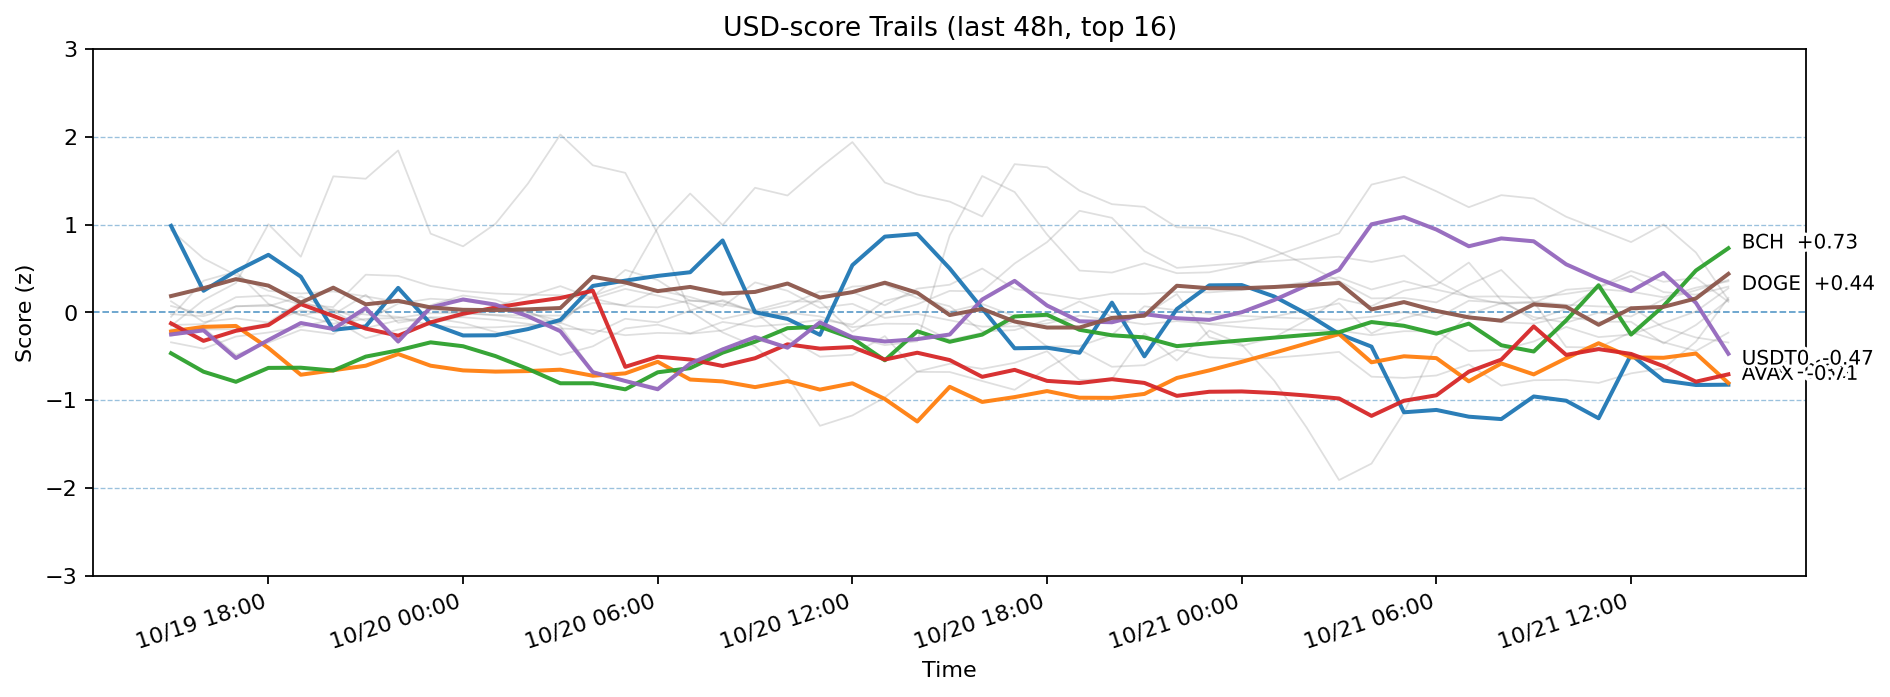 USD-score Trails (last 48h, top 16)
3
2
1
0
−1
−2
−3
Score (z)
BCH +0.73
DOGE +0.44
USDT0 -0.47
AVAX -0.71
10/19 18:00
10/20 00:00
10/20 06:00
10/20 12:00
10/20 18:00
10/21 00:00
10/21 06:00
10/21 12:00
Time